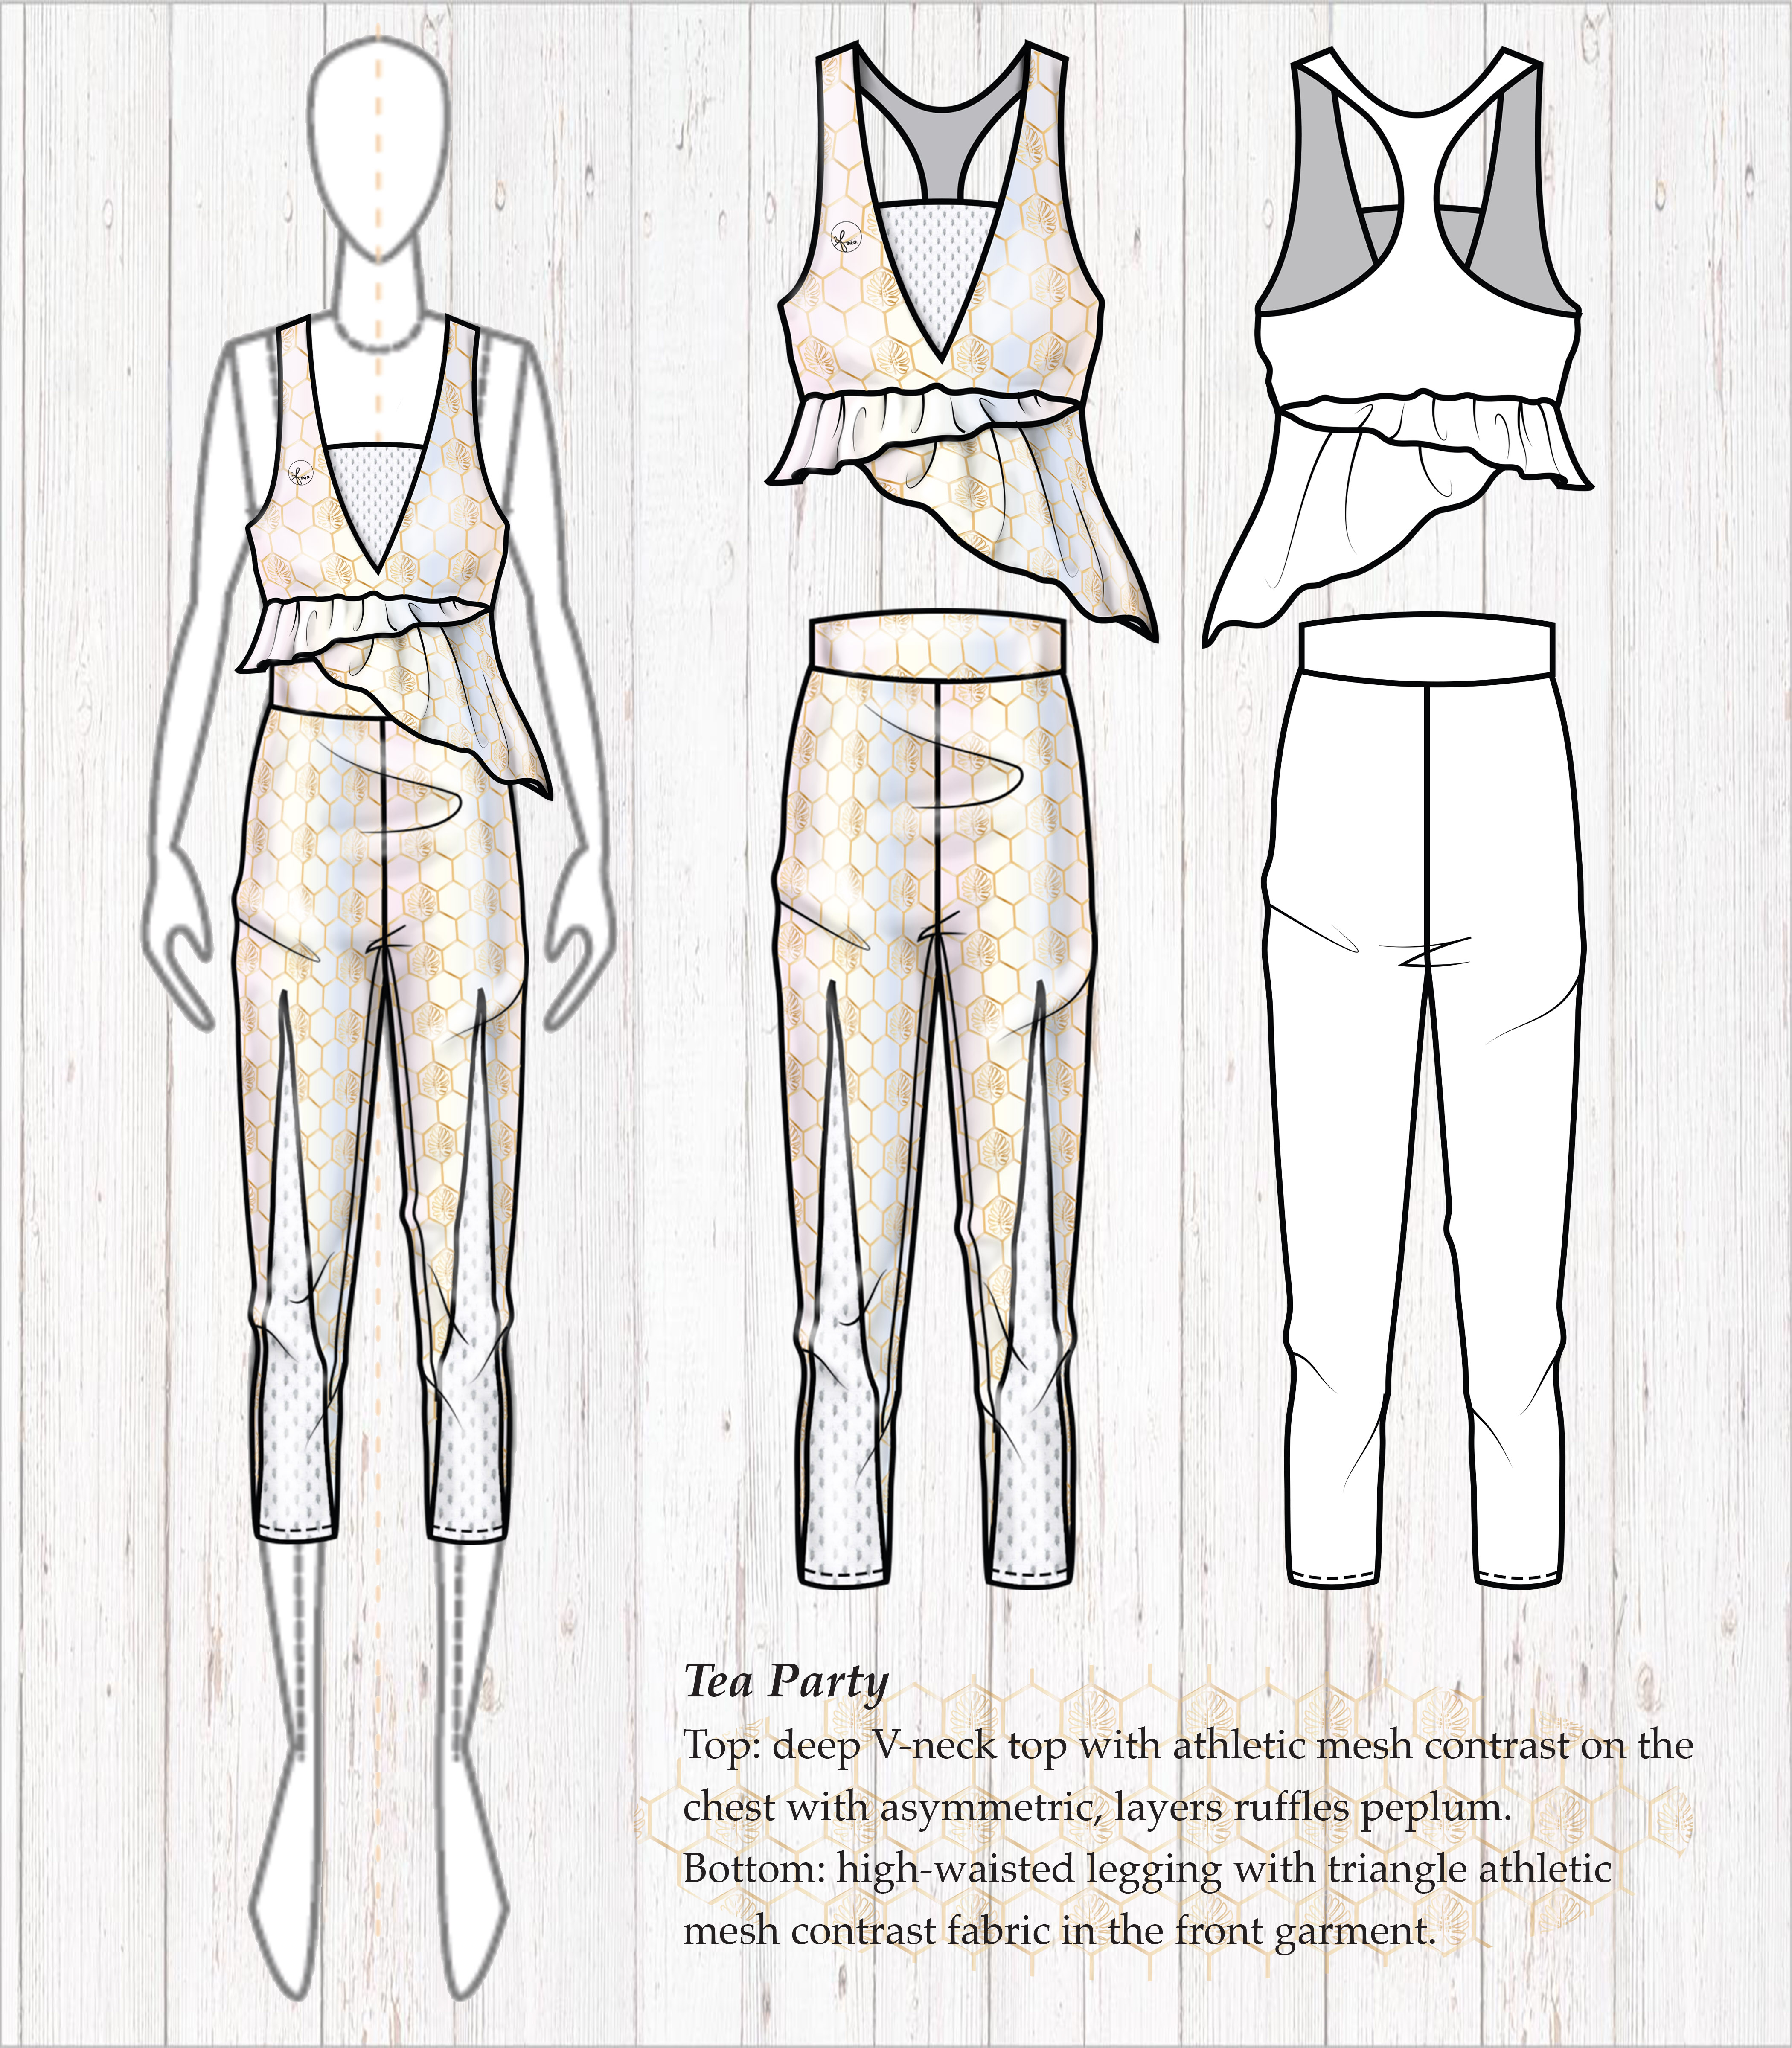 Tea Party
Top: deep V-neck top with athletic mesh contrast on the
chest with asymmetric, layers ruffles peplum.
Bottom: high-waisted legging with triangle athletic
mesh contrast fabric in the front garment.